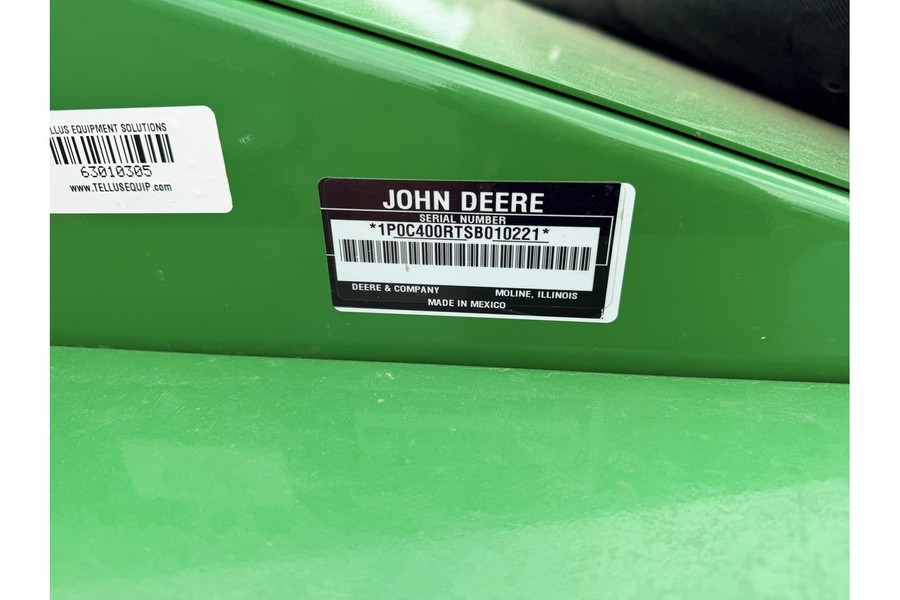 LLUS EQUIPMENT SOLUTIONS
63010305
www.TELLUSEQUIP.com
JOHN DEERE
SERIAL NUMBER
*1P0C400RTSB010221*
DEERE & COMPANY MOLINE, ILLINOIS
MADE IN MEXICO